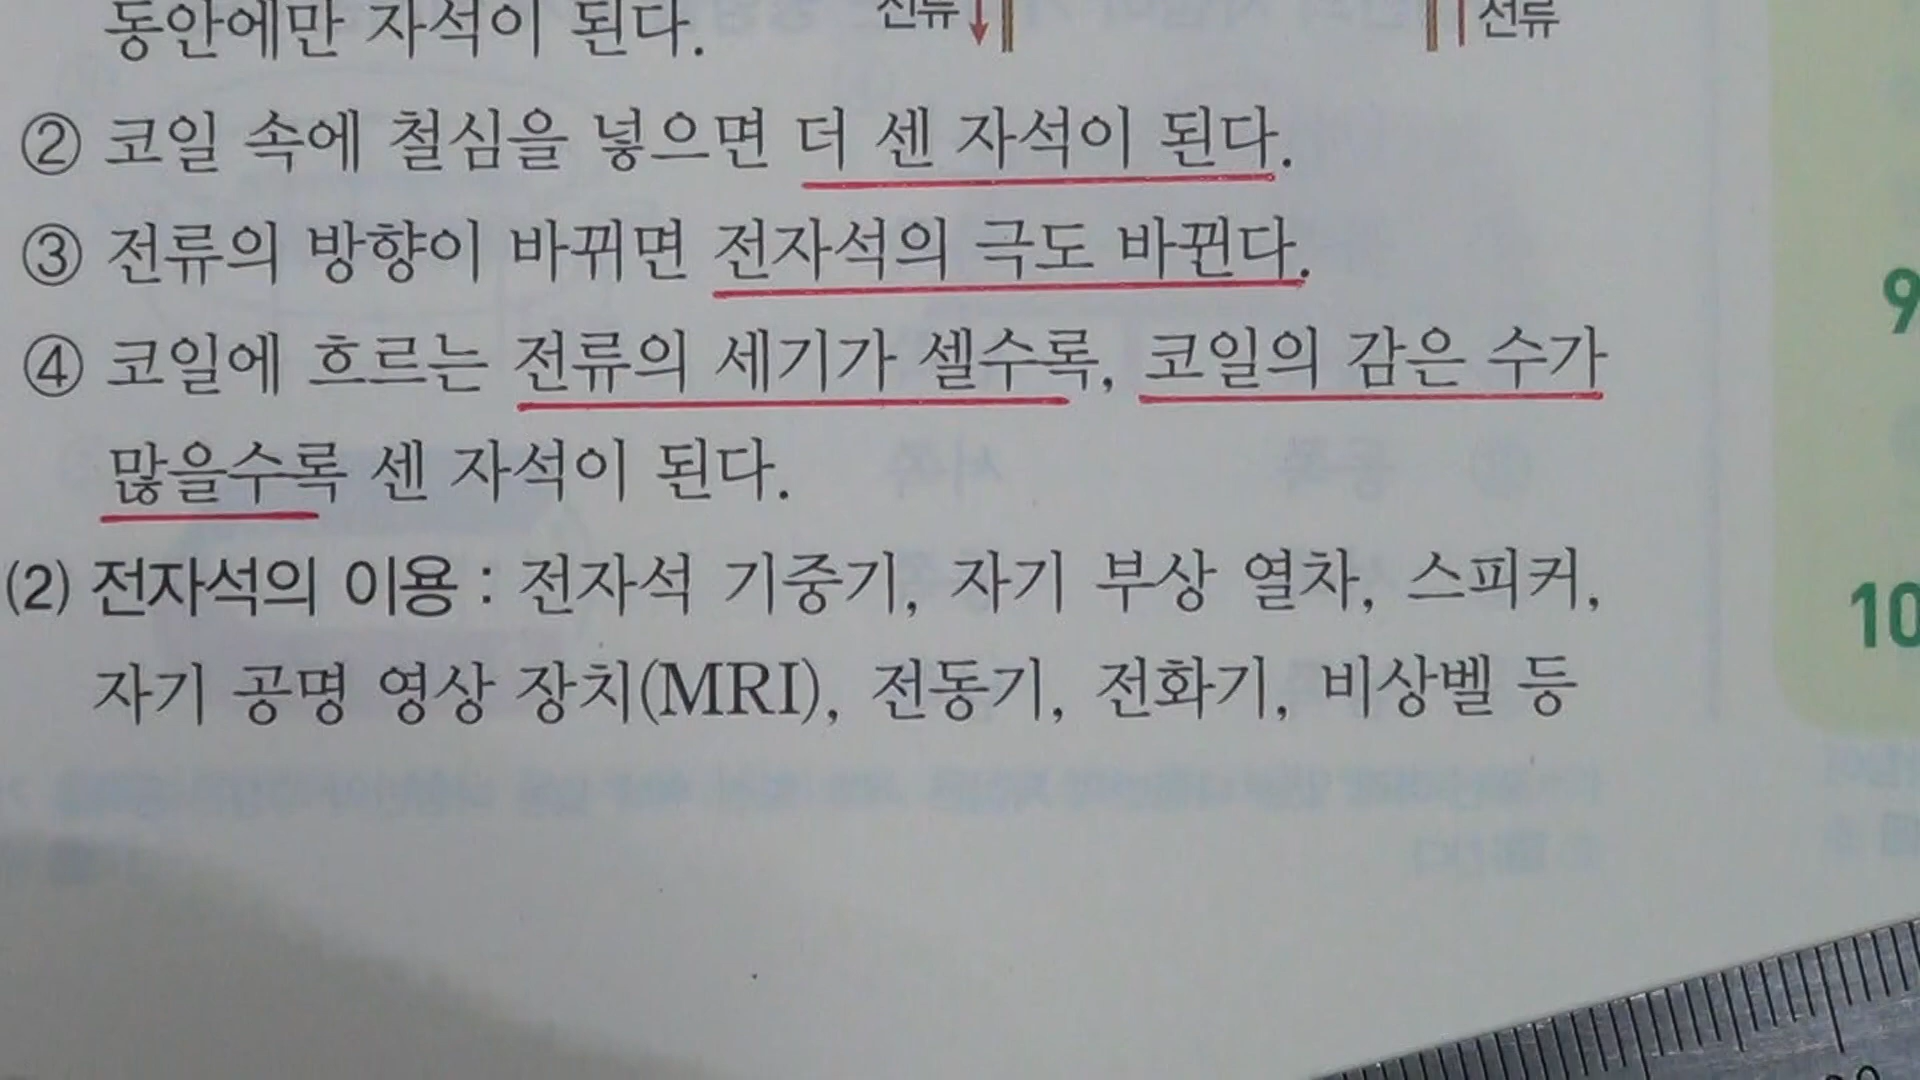 동안에만 자석이 된다.
전류
전류
② 코일 속에 철심을 넣으면 더 센 자석이 된다.
③ 전류의 방향이 바뀌면 전자석의 극도 바뀐다.
④ 코일에 흐르는 전류의 세기가 셀수록, 코일의 감은 수가
많을수록 센 자석이 된다.
(2) 전자석의 이용 : 전자석 기중기, 자기 부상 열차, 스피커,
자기 공명 영상 장치(MRI), 전동기, 전화기, 비상벨 등
9
10